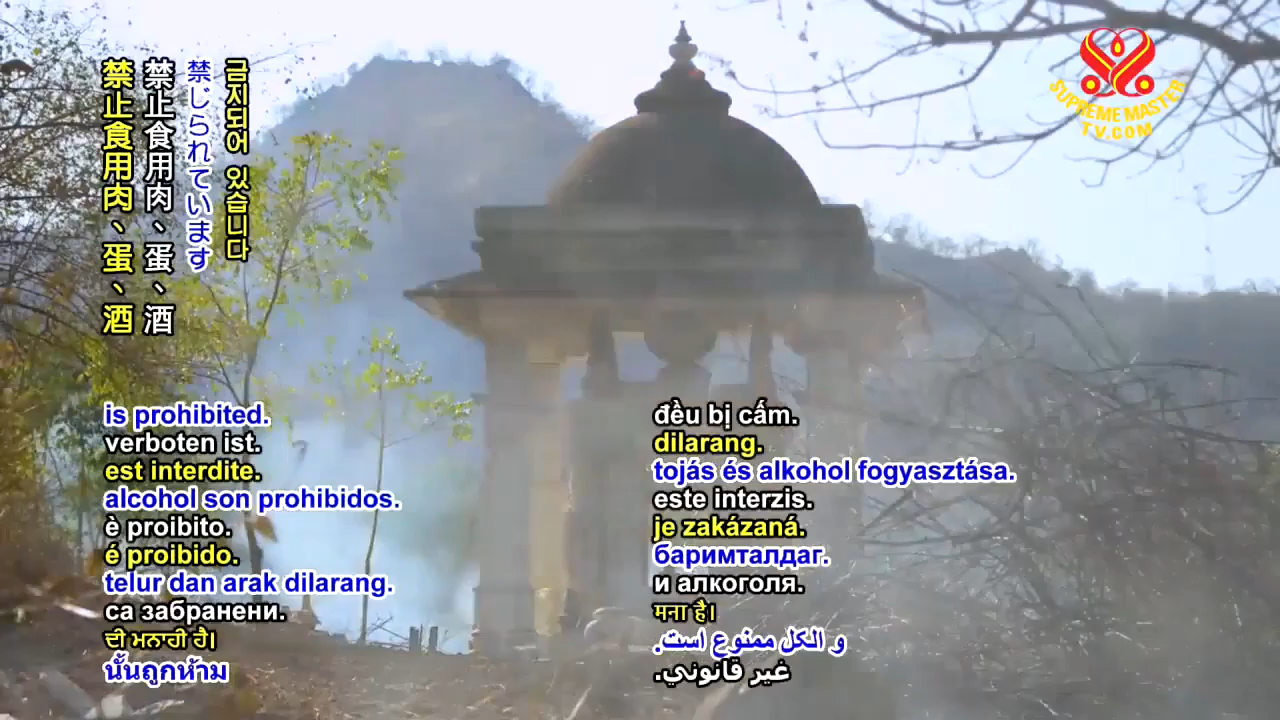 禁止食用肉、蛋、酒
禁止食用肉、蛋、酒
禁じられています
금지되어 있습니다
SUPREME MASTER
TV.COM
is prohibited.
verboten ist.
est interdite.
alcohol son prohibidos.
è proibito.
é proibido.
telur dan arak dilarang.
са забранени.
ਦੀ ਮਨਾਹੀ ਹੈ।
นั้นถูกห้าม
đều bị cấm.
dilarang.
tojás és alkohol fogyasztása.
este interzis.
je zakázaná.
баримталдаг.
и алкоголя.
मना है।
و الکل ممنوع است.
غير قانوني.